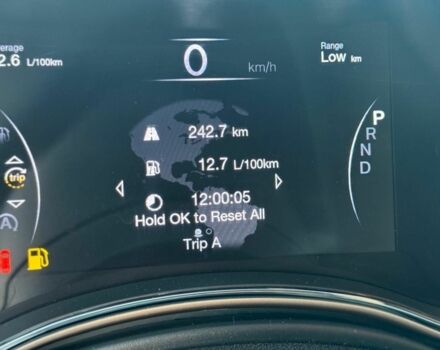 verage
2.6 L/100km
0 km/h
Range
Low km
242.7 km
12.7 L/100km
12:00:05
Hold OK to Reset All
Trip A
trip
A
P
R
N
D